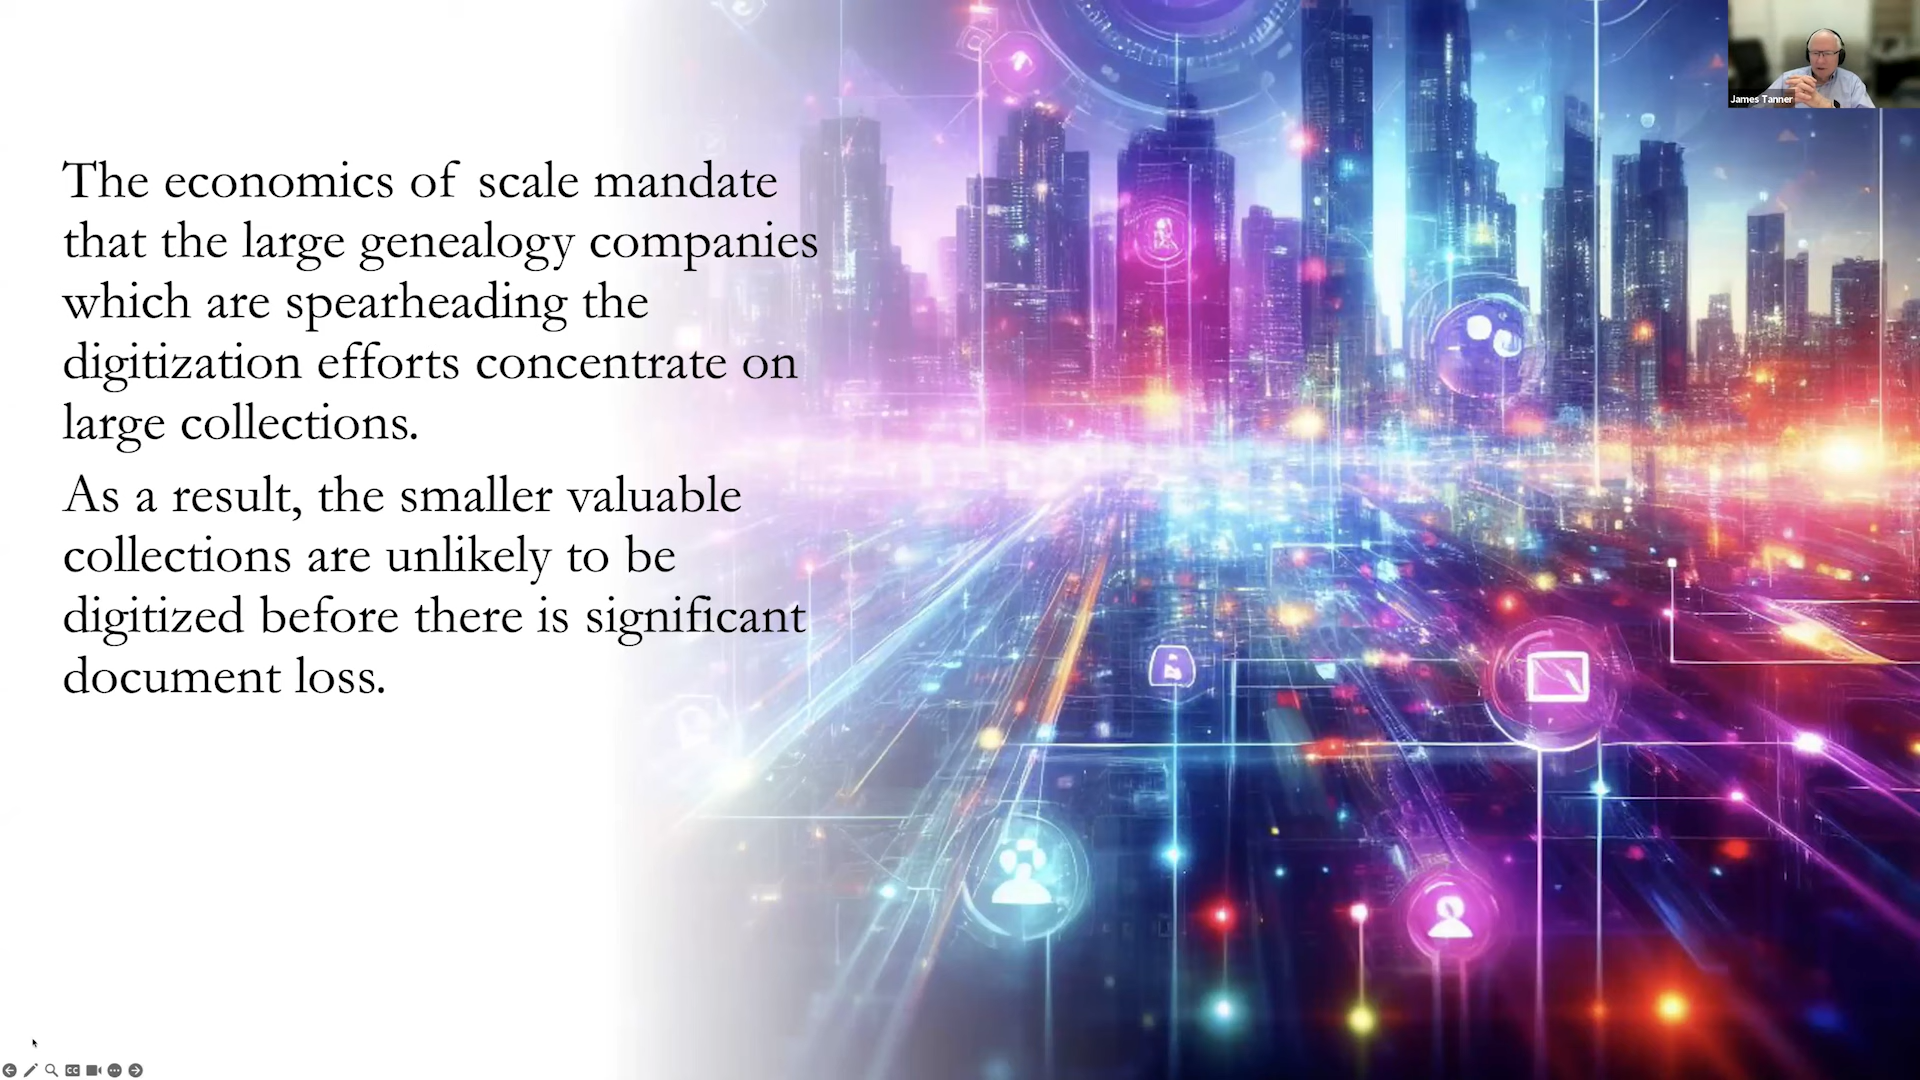 The economics of scale mandate
that the large genealogy companies
which are spearheading the
digitization efforts concentrate on
large collections.
As a result, the smaller valuable
collections are unlikely to be
digitized before there is significant
document loss.
James Tanner
CC